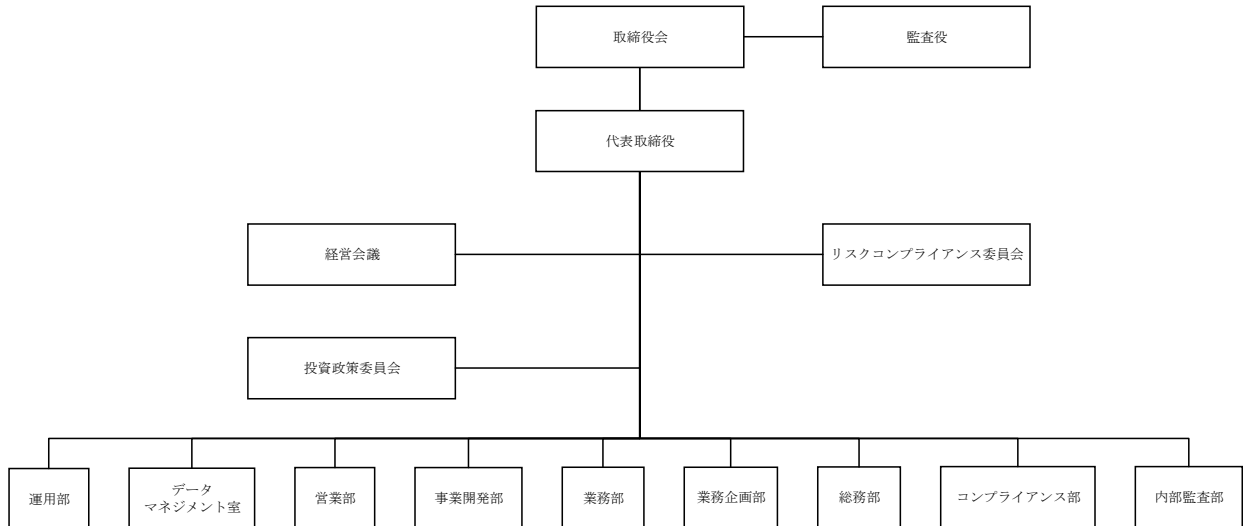 取締役会
監査役
代表取締役
経営会議
リスクコンプライアンス委員会
投資政策委員会
運用部
データ
マネジメント室
営業部
事業開発部
業務部
業務企画部
総務部
コンプライアンス部
内部監査部